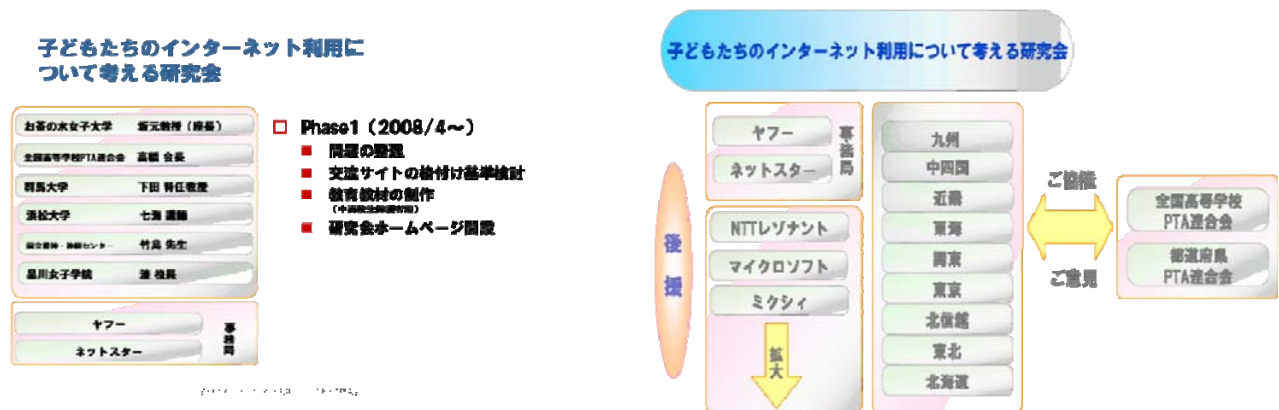 子どもたちのインターネット利用に
ついて考える研究会
お茶の水女子大学 坂元教授（座長）
全国高等学校PTA連合会 高橋 会長
群馬大学 下田 特任教授
浜松大学 七海 講師
竹島 先生
品川女子学院 漆 校長
ヤフー
ネットスター
事務局
Phase1（2008/4～）
問題の整理
交流サイトの格付け基準検討
教育教材の制作
研究会ホームページ開設
子どもたちのインターネット利用について考える研究会
後援
ヤフー
ネットスター
事務局
NTTレゾナント
マイクロソフト
ミクシィ
拡大
九州
中四国
近畿
東海
関東
東京
北信越
東北
北海道
ご協権
ご意見
全国高等学校
PTA連合会
都道府県
PTA連合会